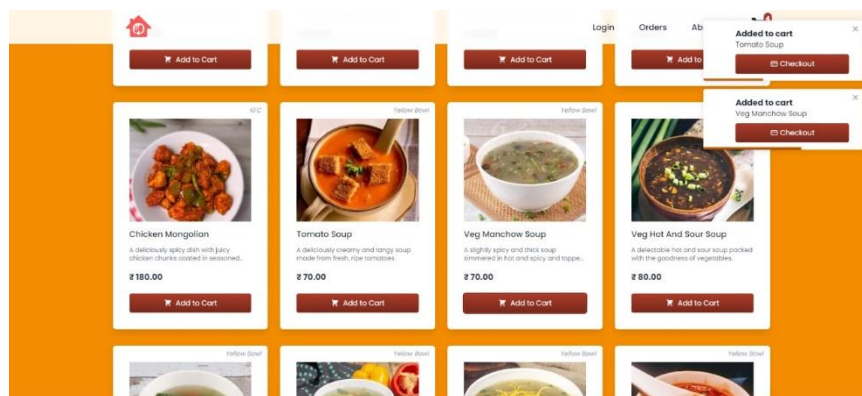 Login
Orders
Ab
Added to cart
Tomato Soup
Checkout
Added to cart
Veg Manchow Soup
Checkout
Add to Cart
Add to Cart
Add to Cart
Add to
KFC
Chicken Mongolian
A deliciously spicy dish with juicy
chicken chunks coated in seasoned...
₹ 180.00
Add to Cart
Yellow Bowl
Tomato Soup
A deliciously creamy and tangy soup
made from fresh, ripe tomatoes.
₹ 70.00
Add to Cart
Yellow Bowl
Veg Manchow Soup
A slightly spicy and thick soup
simmered in hot and spicy and toppe...
₹ 70.00
Add to Cart
Veg Hot And Sour Soup
A delectable hot and sour soup packed
with the goodness of vegetables.
₹ 80.00
Add to Cart
Yellow Bowl
Yellow Bowl
Yellow Bowl
Yellow Bowl